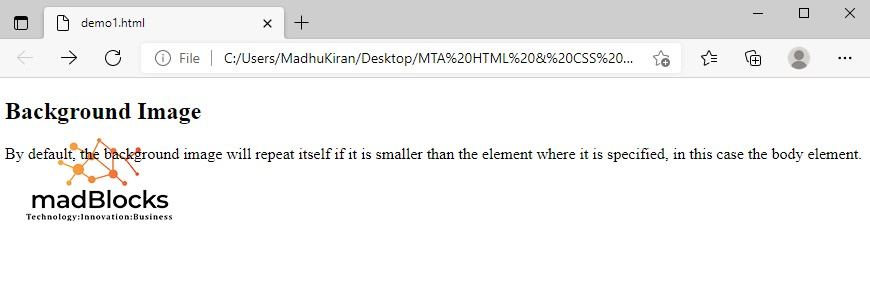 demo1.html
File
C:/Users/MadhuKiran/Desktop/MTA%20HTML%20&%20CSS%20...
Background Image
By default, the background image will repeat itself if it is smaller than the element where it is specified, in this case the body element.
madBlocks
Technology:Innovation:Business